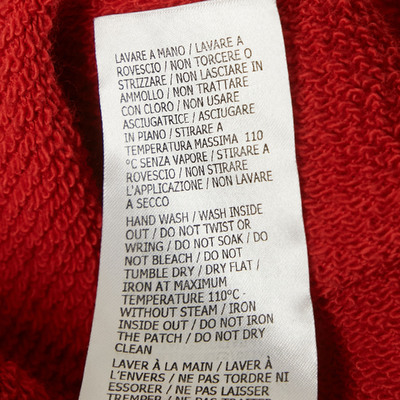 LAVARE A MANO / LAVARE A
ROVESCIO / NON TORCERE O
STRIZZARE / NON LASCIARE IN
AMMOLLO / NON TRATTARE
CON CLORO / NON USARE
ASCIUGATRICE / ASCIUGARE
IN PIANO / STIRARE A
TEMPERATURA MASSIMA 110
°C SENZA VAPORE / STIRARE A
ROVESCIO / NON STIRARE
L'APPLICAZIONE / NON LAVARE
A SECCO
HAND WASH / WASH INSIDE
OUT / DO NOT TWIST OR
WRING / DO NOT SOAK / DO
NOT BLEACH / DO NOT
TUMBLE DRY / DRY FLAT /
IRON AT MAXIMUM
TEMPERATURE 110°C -
WITHOUT STEAM / IRON
INSIDE OUT / DO NOT IRON
THE PATCH / DO NOT DRY
CLEAN
LAVER À LA MAIN / LAVER À
L'ENVERS / NE PAS TORDRE NI
ESSORER / NE PAS LAISSER
TREMPER / NE PAS TRAITER